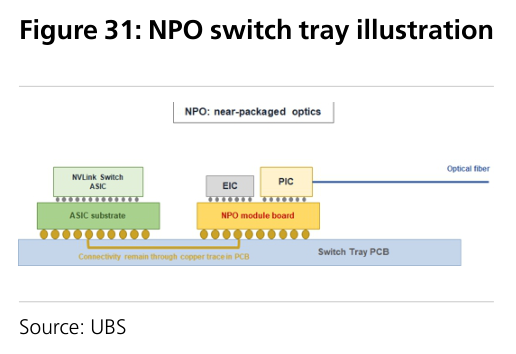 Figure 31: NPO switch tray illustration
NPO: near-packaged optics
NVLink Switch
ASIC
EIC
PIC
Optical fiber
ASIC substrate
NPO module board
Connectivity remain through copper trace in PCB
Switch Tray PCB
Source: UBS